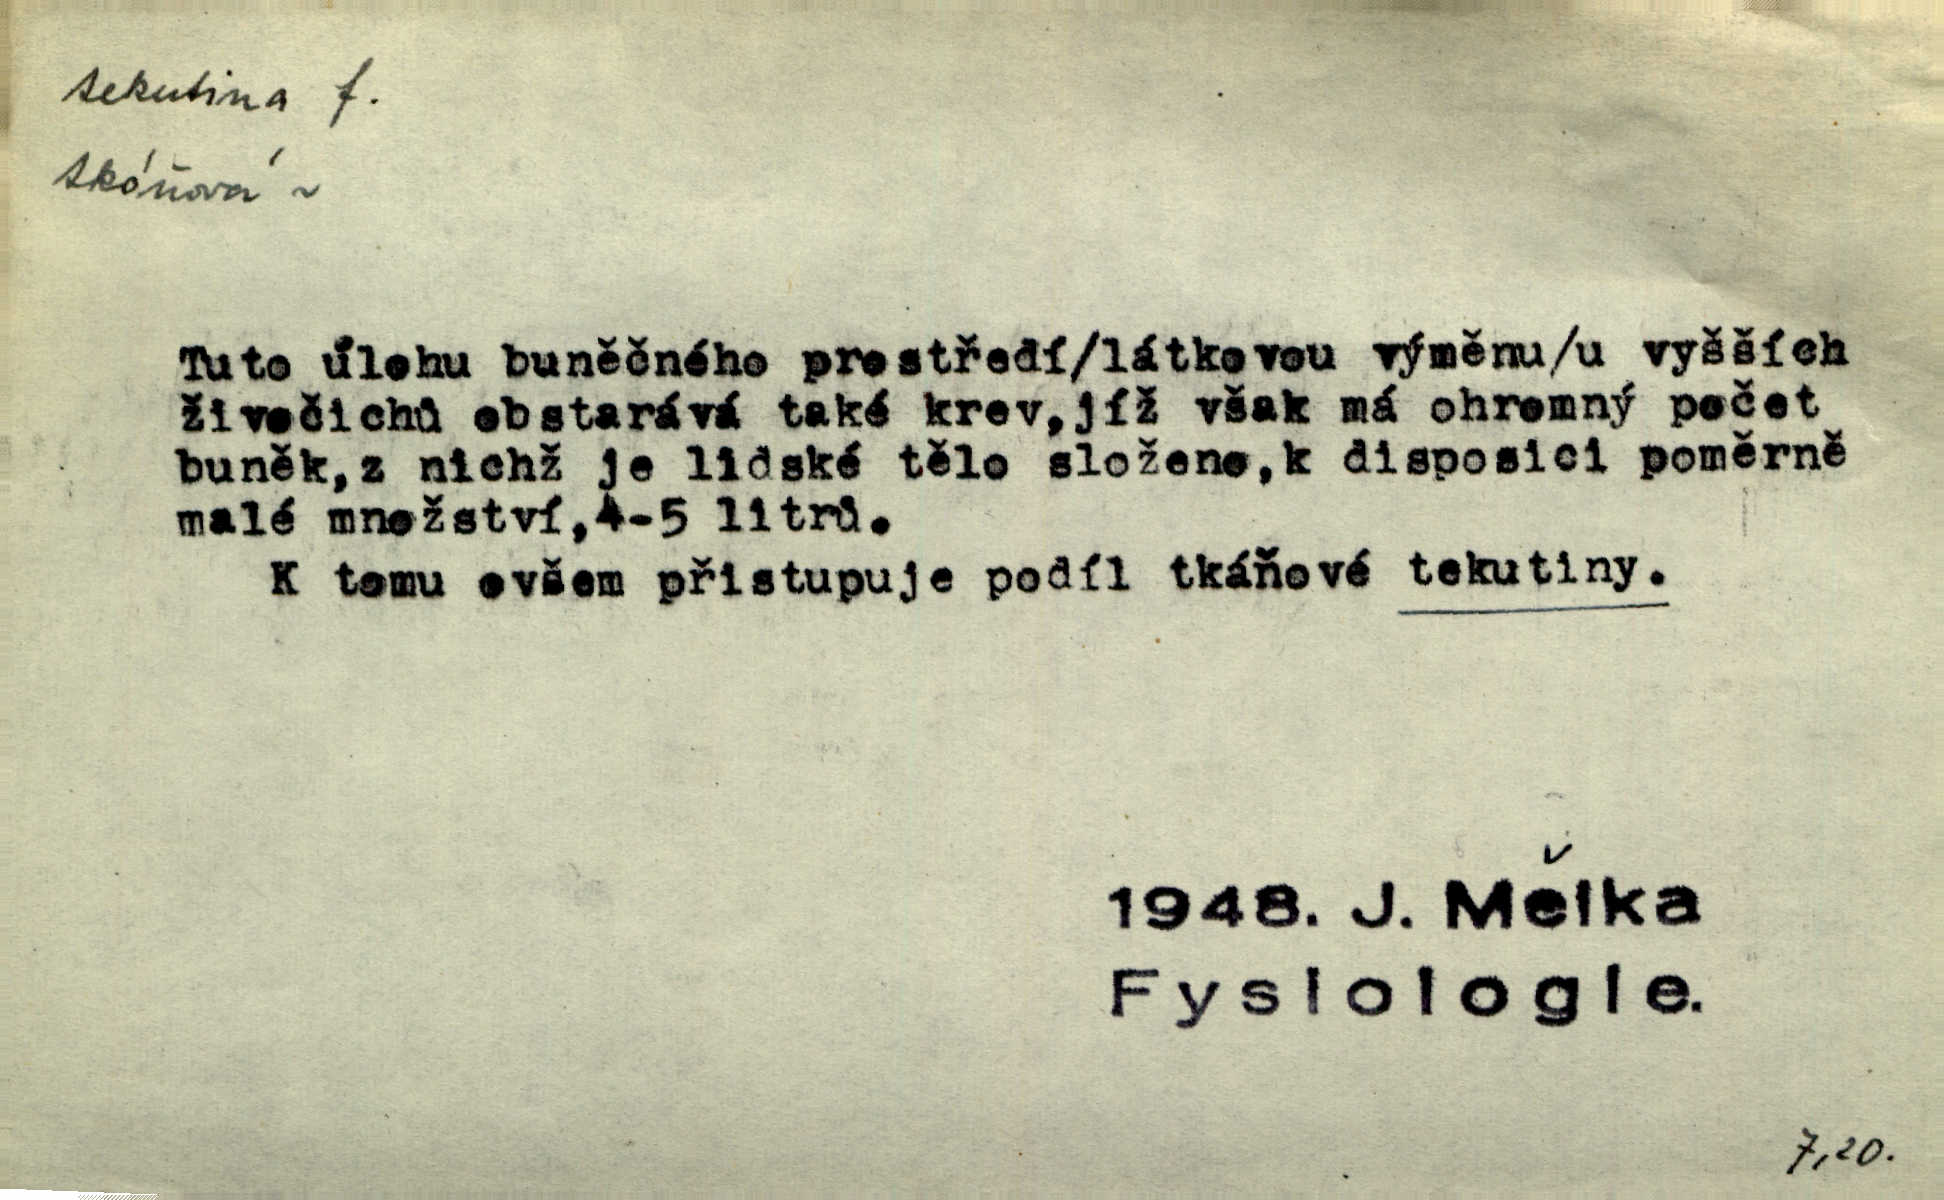 tekutina f.
tkáňová ~
Tuto úlohu buněčného prostředí/látkovou výměnu/u vyšších
živočichů obstarává také krev,jíž však má ohromný počet
buněk,z nichž je lidské tělo složeno,k disposici poměrně
malé množství,4-5 litrů.
K tomu ovšem přistupuje podíl tkáňové tekutiny.
1948. J. Mělka
Fysiologie.
7,20.